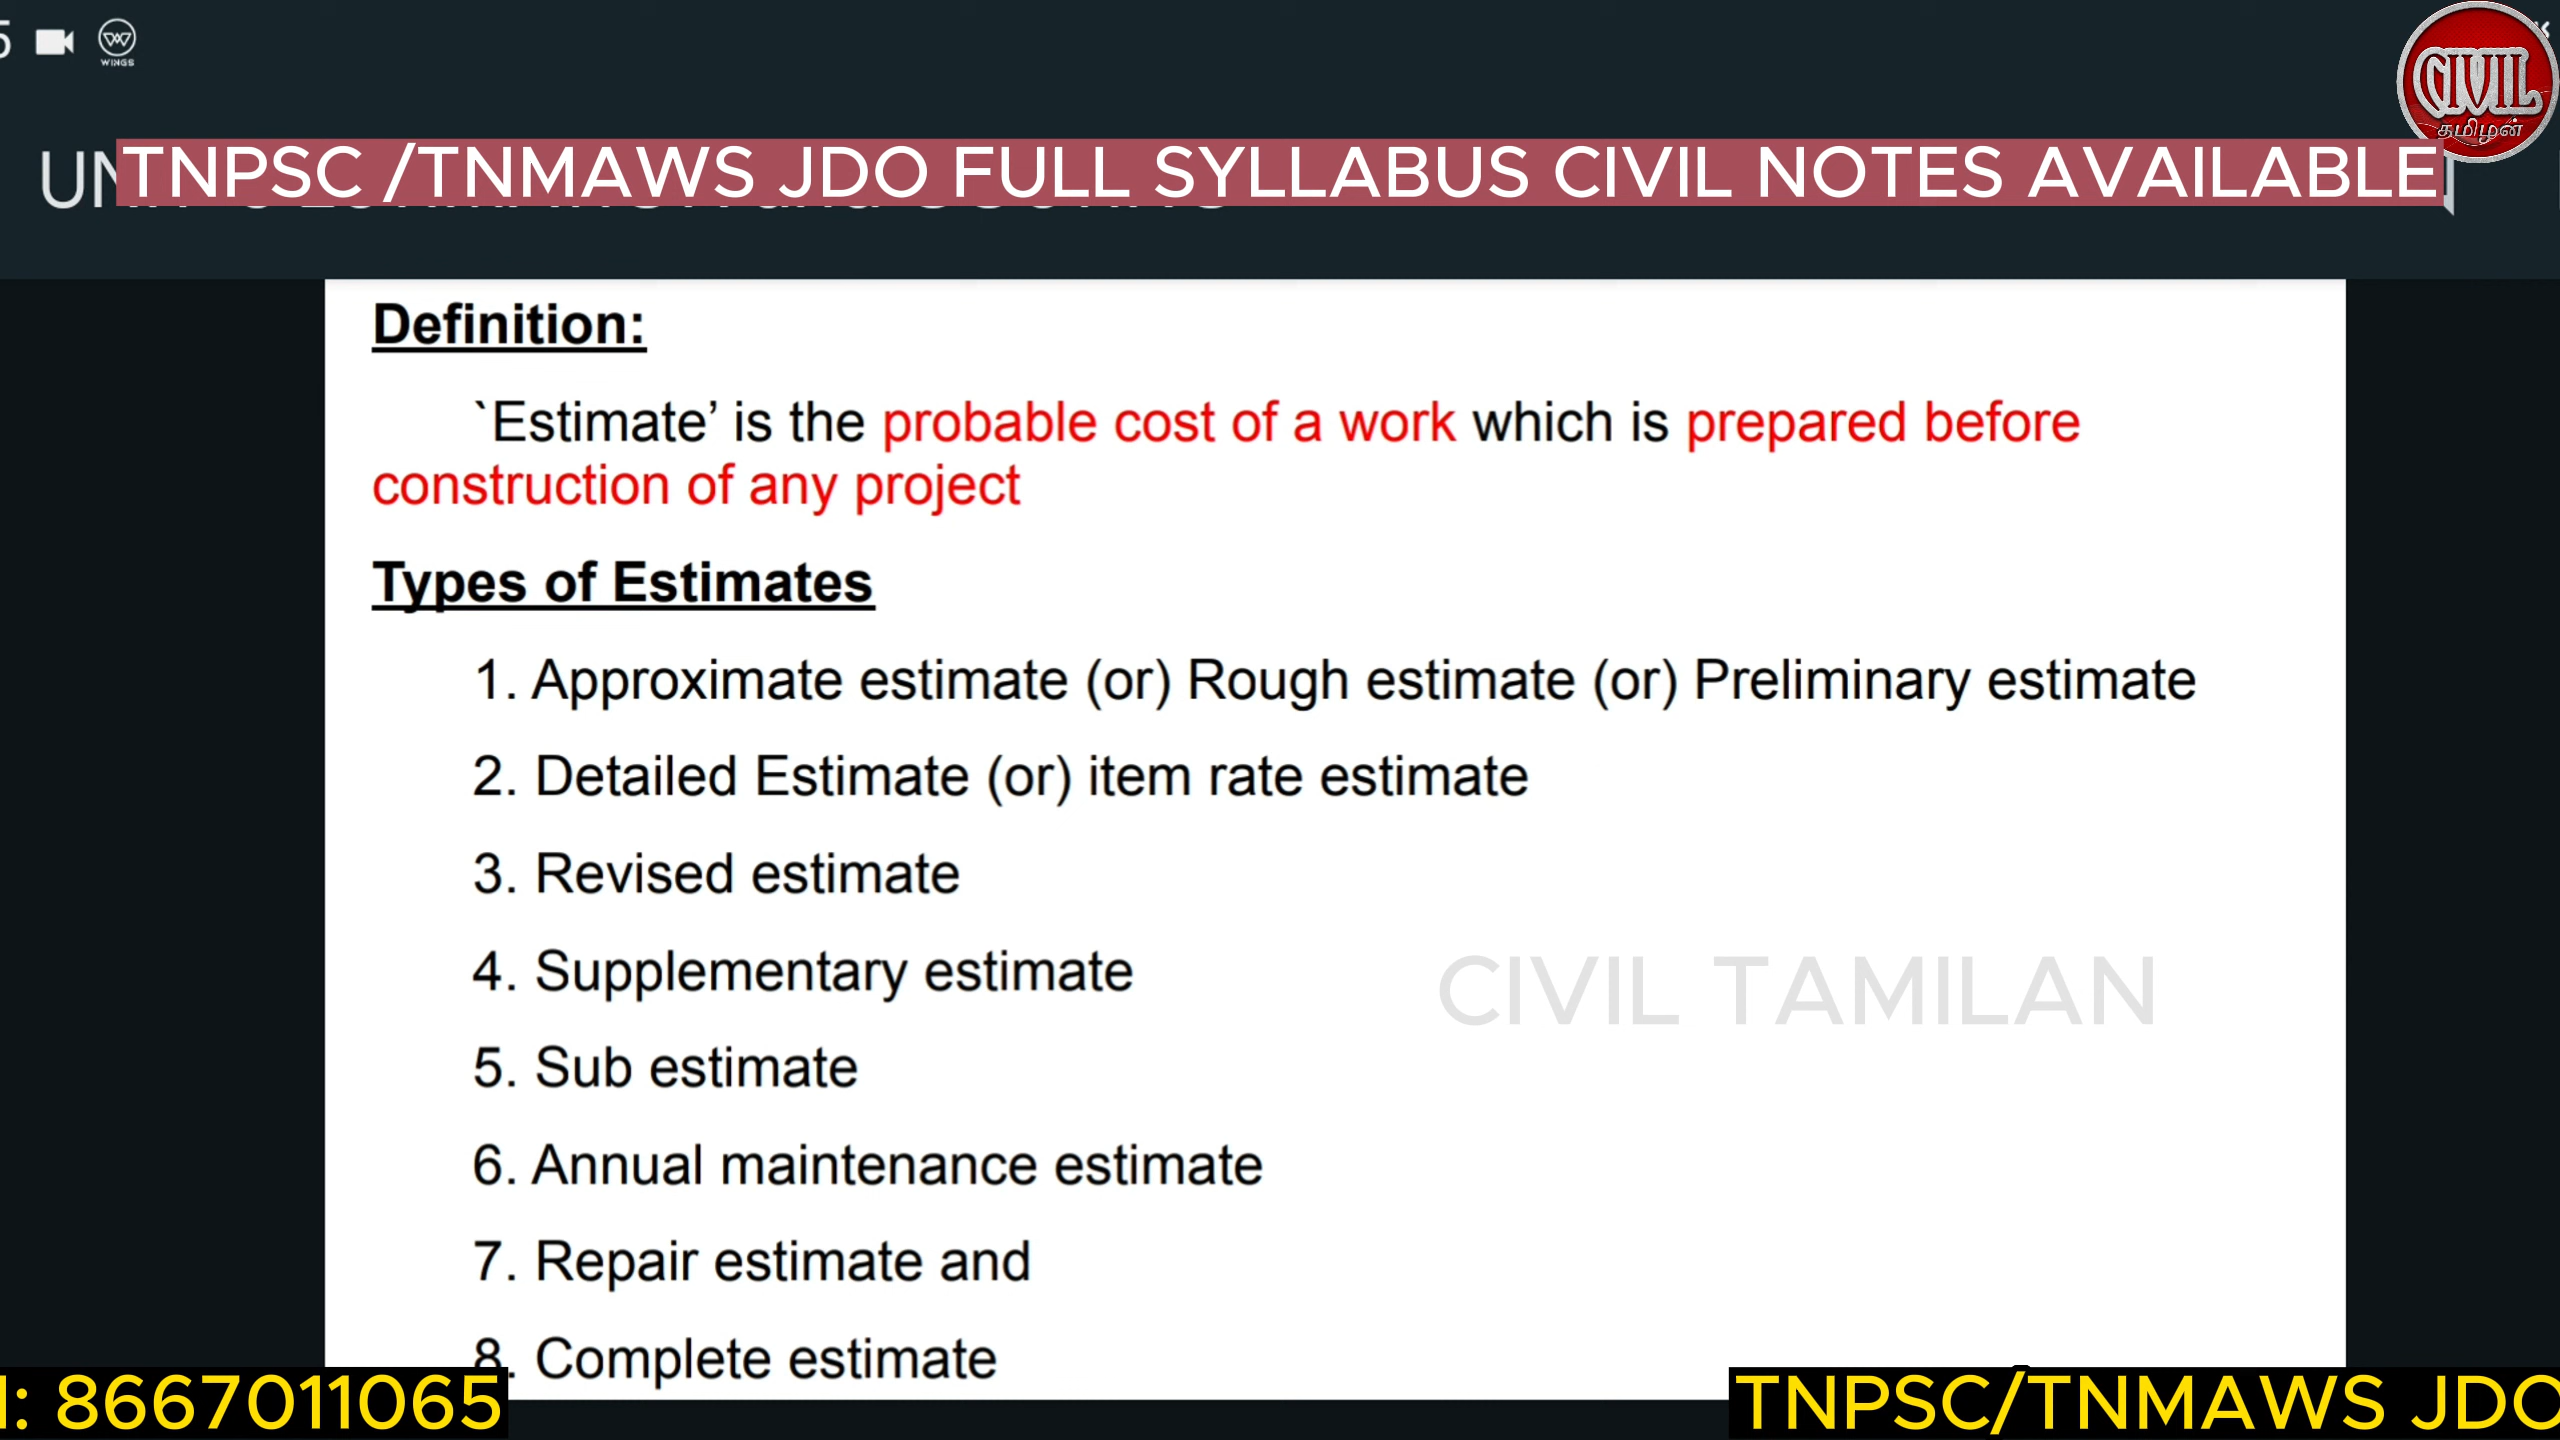 WINGS
CIVIL
தமிழன்
TNPSC /TNMAWS JDO FULL SYLLABUS CIVIL NOTES AVAILABLE
Definition:
`Estimate’ is the probable cost of a work which is prepared before
construction of any project
Types of Estimates
1. Approximate estimate (or) Rough estimate (or) Preliminary estimate
2. Detailed Estimate (or) item rate estimate
3. Revised estimate
4. Supplementary estimate
CIVIL TAMILAN
5. Sub estimate
6. Annual maintenance estimate
7. Repair estimate and
8. Complete estimate
: 8667011065
TNPSC/TNMAWS JDO